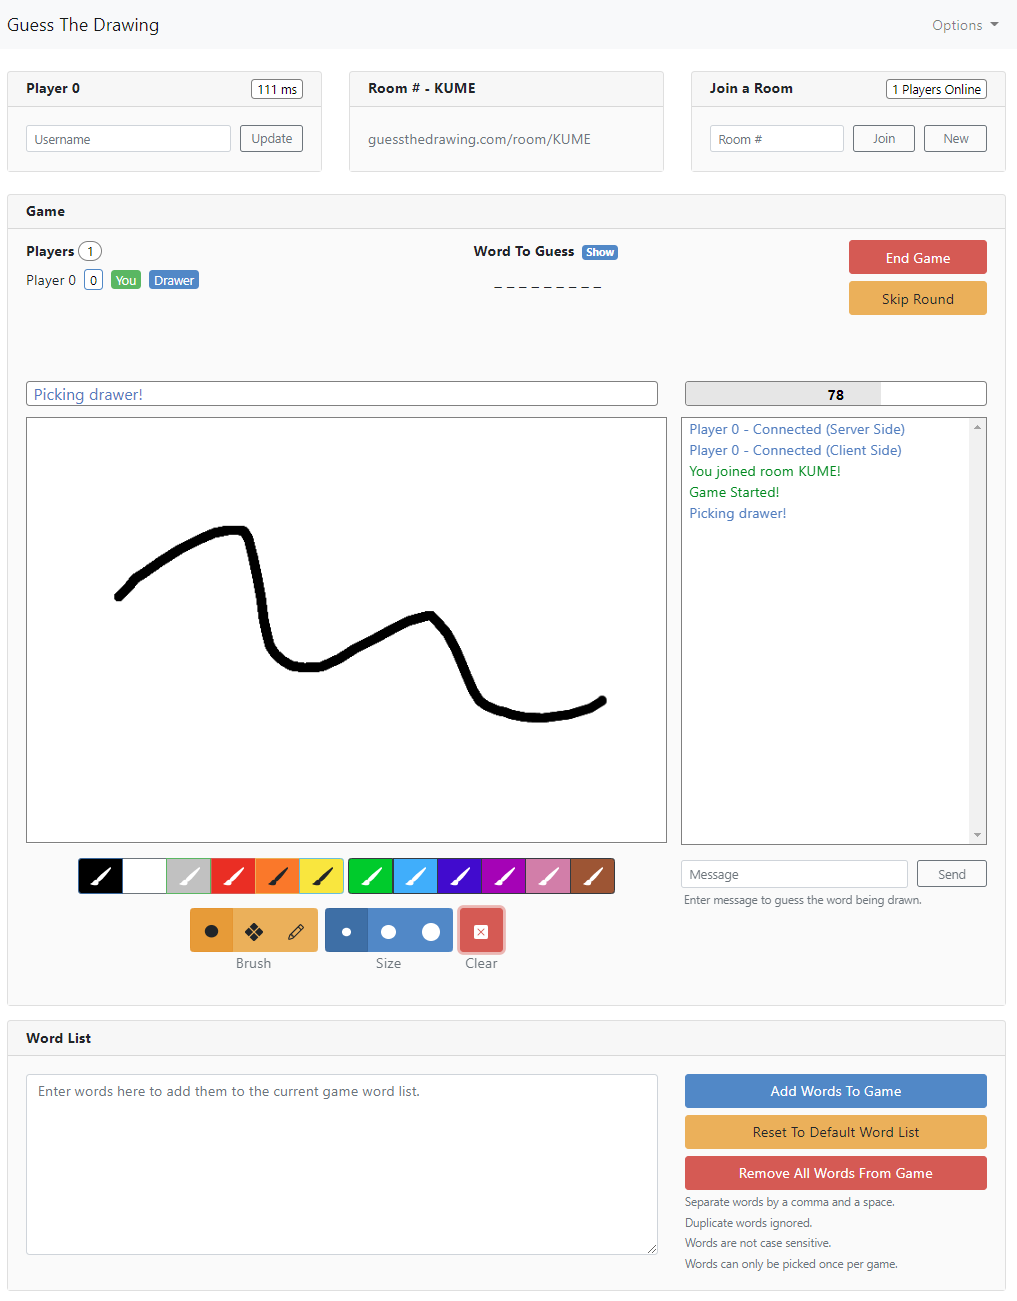 Guess The Drawing
Options
Player 0
111 ms
Username
Update
Room # - KUME
guessthedrawing.com/room/KUME
Join a Room
1 Players Online
Room #
Join
New
Game
Players 1
Player 0 0 You Drawer
Word To Guess Show
_ _ _ _ _ _ _ _ _
End Game
Skip Round
Picking drawer!
78
Player 0 - Connected (Server Side)
Player 0 - Connected (Client Side)
You joined room KUME!
Game Started!
Picking drawer!
Message
Send
Enter message to guess the word being drawn.
Brush
Size
Clear
Word List
Enter words here to add them to the current game word list.
Add Words To Game
Reset To Default Word List
Remove All Words From Game
Separate words by a comma and a space.
Duplicate words ignored.
Words are not case sensitive.
Words can only be picked once per game.